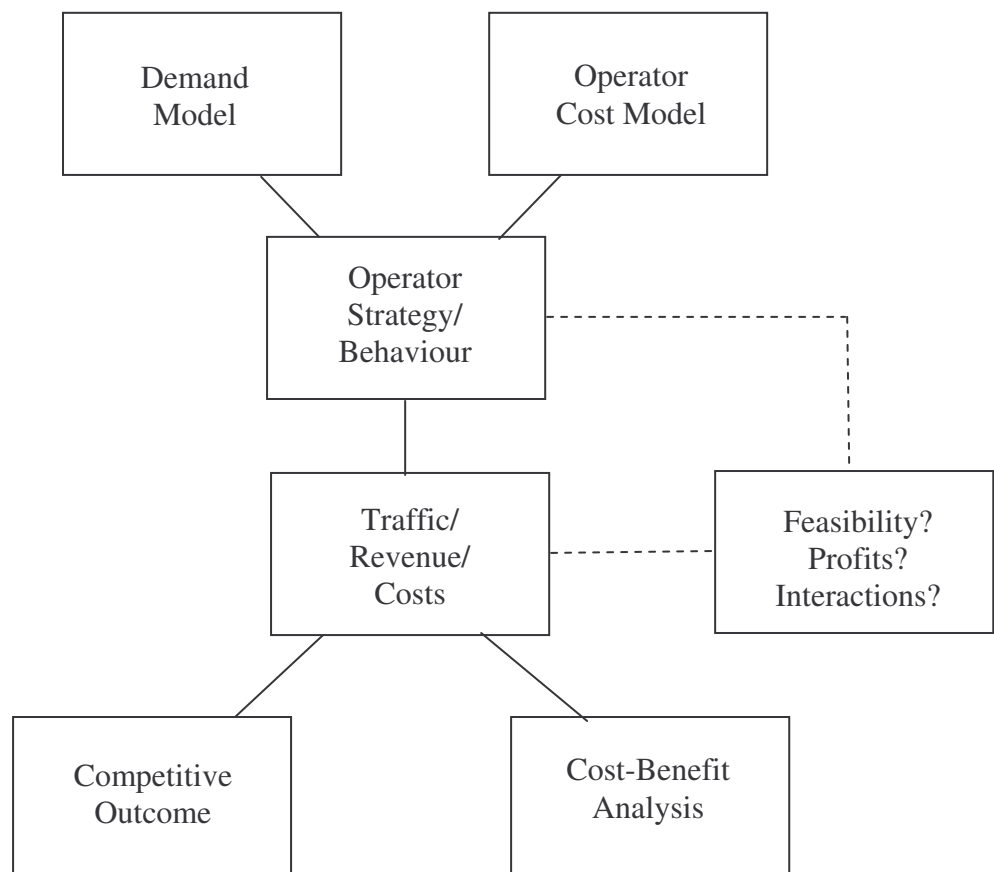 Demand
Model
Operator
Cost Model
Operator
Strategy/
Behaviour
Traffic/
Revenue/
Costs
Feasibility?
Profits?
Interactions?
Competitive
Outcome
Cost-Benefit
Analysis